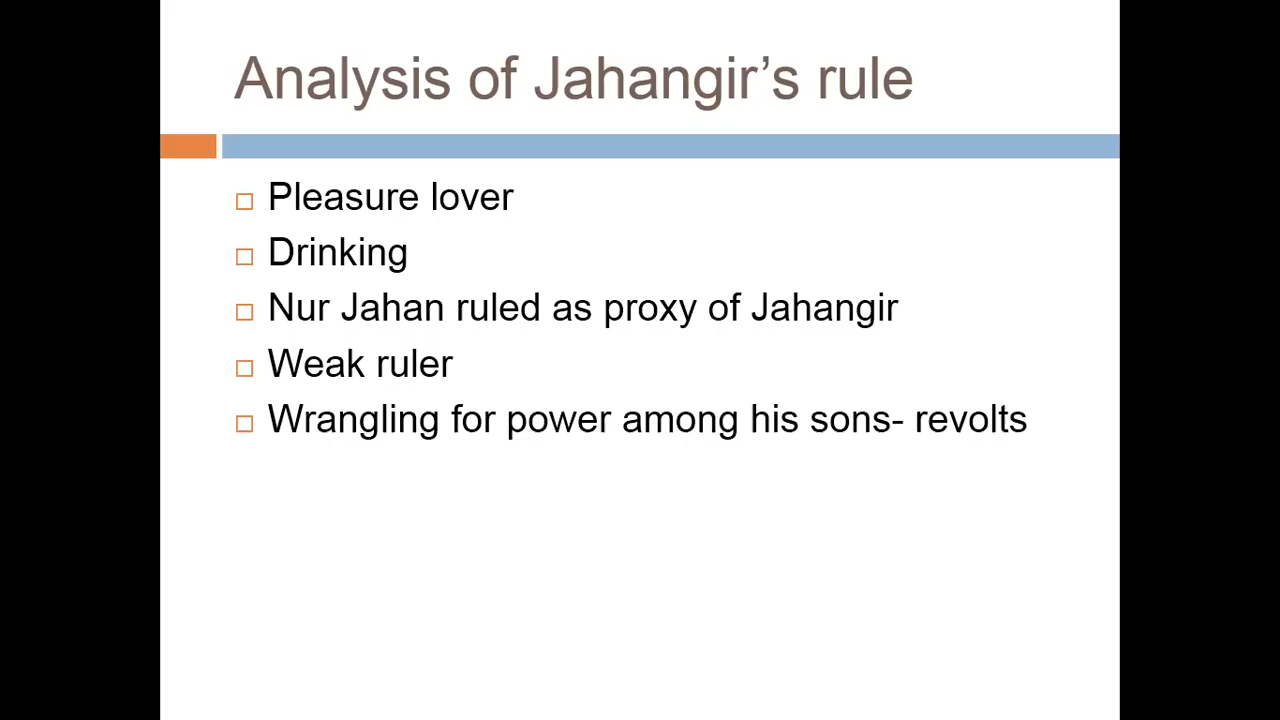 Analysis of Jahangir’s rule
Pleasure lover
Drinking
Nur Jahan ruled as proxy of Jahangir
Weak ruler
Wrangling for power among his sons- revolts